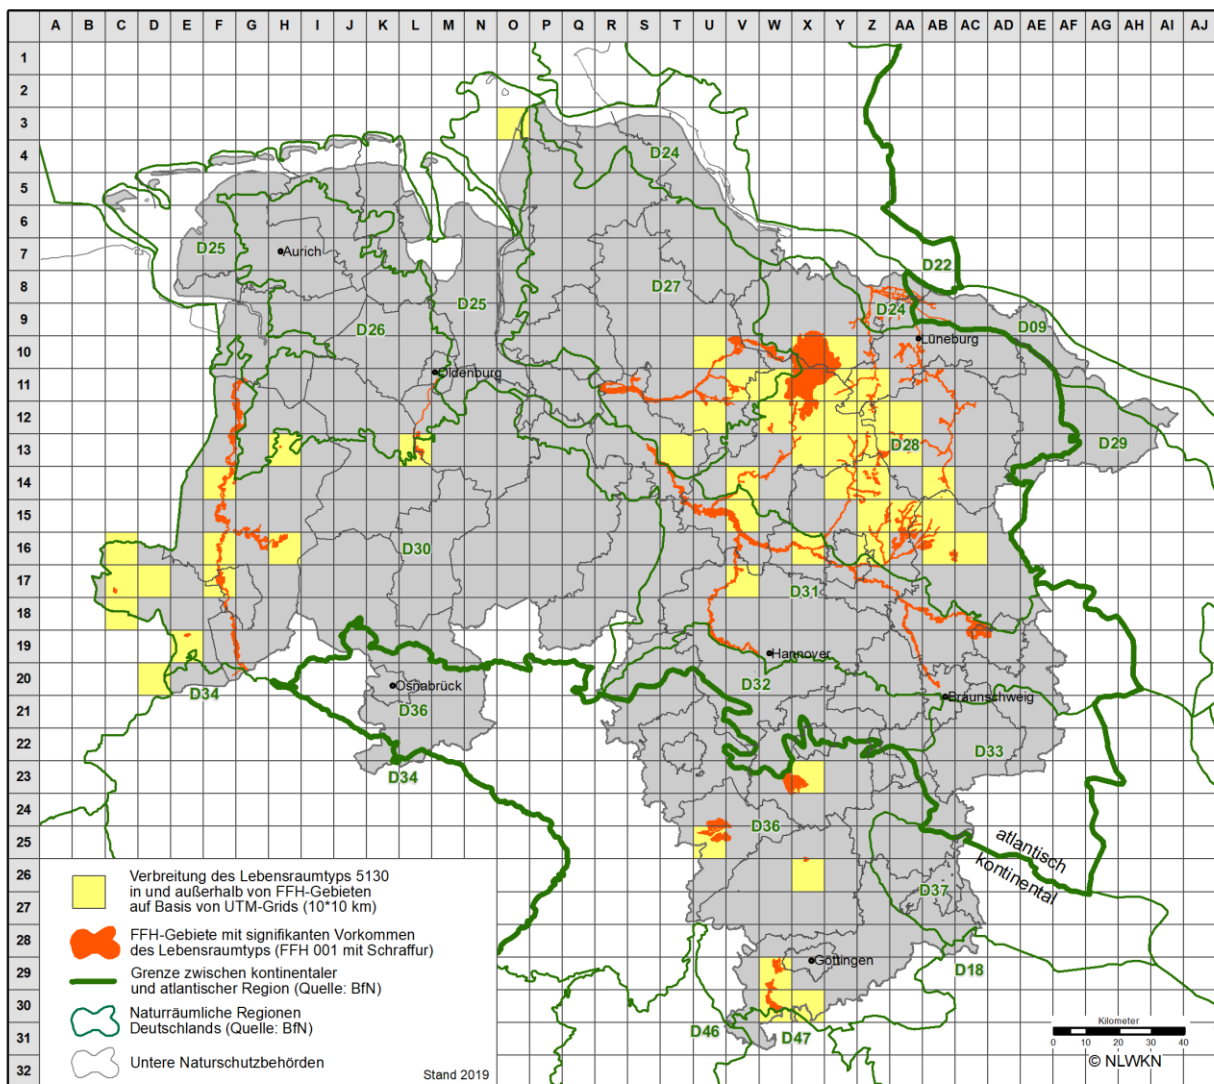 A B C D E F G H I J K L M N O P Q R S T U V W X Y Z AA AB AC AD AE AF AG AH AI AJ
1
2
3
4
D24
5
6
7
D25
Aurich
D22
8
D27
D25
D24
9
D26
D09
Lüneburg
10
Oldenburg
11
12
13
D28
D29
14
15
16
D30
17
D31
18
19
Hannover
20
Osnabrück
D32
Braunschweig
D34
21
D36
22
D33
23
D34
24
D36
25
atlantisch
kontinental
26
Verbreitung des Lebensraumtyps 5130
in und außerhalb von FFH-Gebieten
auf Basis von UTM-Grids (10*10 km)
D37
27
28
FFH-Gebiete mit signifikanten Vorkommen
des Lebensraumtyps (FFH 001 mit Schraffur)
29
Göttingen
D18
Grenze zwischen kontinentaler
und atlantischer Region (Quelle: BfN)
30
Naturräumliche Regionen
Deutschlands (Quelle: BfN)
31
D46
D47
Kilometer
0 5 10 20 30 40
Untere Naturschutzbehörden
32
Stand 2019
© NLWKN